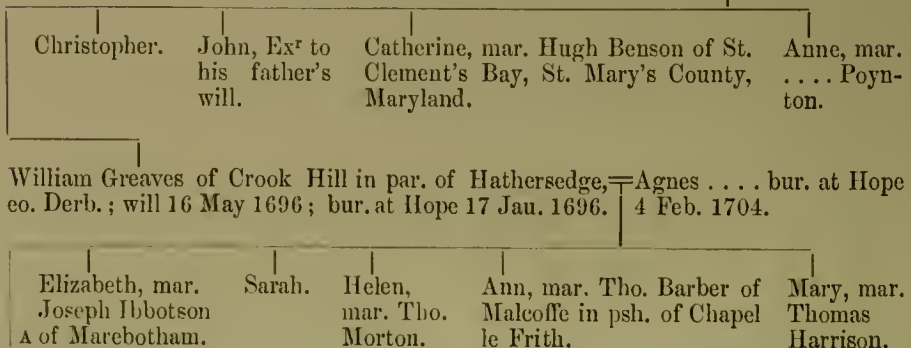 Christopher.
John, Exʳ to
his father's
will.
Catherine, mar. Hugh Benson of St.
Clement's Bay, St. Mary's County,
Maryland.
Anne, mar.
.... Poyn-
ton.
William Greaves of Crook Hill in par. of Hathersedge,=Agnes .... bur. at Hope
co. Derb.; will 16 May 1696; bur. at Hope 17 Jan. 1696. 4 Feb. 1704.
Elizabeth, mar.
Joseph Ibbotson
A of Marebotham.
Sarah.
Helen,
mar. Tho.
Morton.
Ann, mar. Tho. Barber of
Malcoffe in psh. of Chapel
le Frith.
Mary, mar.
Thomas
Harrison.